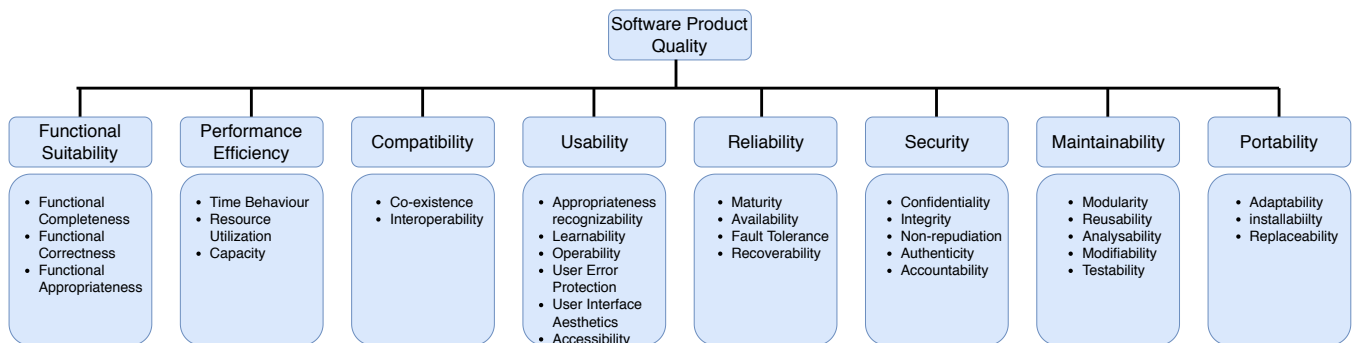 Software Product
Quality
Functional
Suitability
Performance
Efficiency
Compatibility
Usability
Reliability
Security
Maintainability
Portability
• Functional
Completeness
• Functional
Correctness
• Functional
Appropriateness
• Time Behaviour
• Resource
Utilization
• Capacity
• Co-existence
• Interoperability
• Appropriateness
recognizability
• Learnability
• Operability
• User Error
Protection
• User Interface
Aesthetics
• Accessibility
• Maturity
• Availability
• Fault Tolerance
• Recoverability
• Confidentiality
• Integrity
• Non-repudiation
• Authenticity
• Accountability
• Modularity
• Reusability
• Analysability
• Modifiability
• Testability
• Adaptability
• installabiilty
• Replaceability